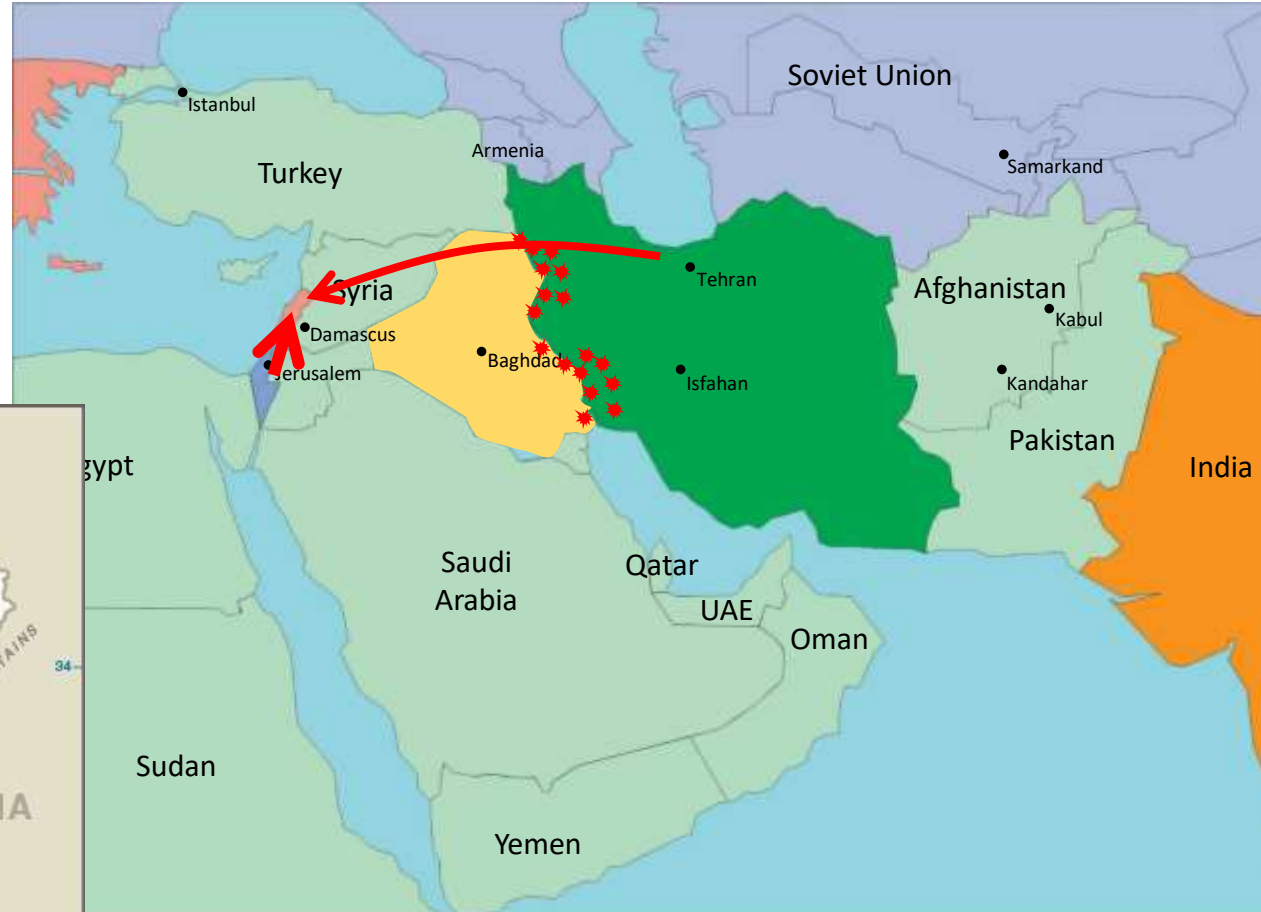 Soviet Union
Istanbul
Armenia
Samarkand
Turkey
Tehran
Syria
Afghanistan
Kabul
Damascus
Baghdad
Jerusalem
Isfahan
Kandahar
Pakistan
gypt
India
Saudi
Arabia
Qatar
UAE
Oman
TAINS
34
Sudan
IA
Yemen